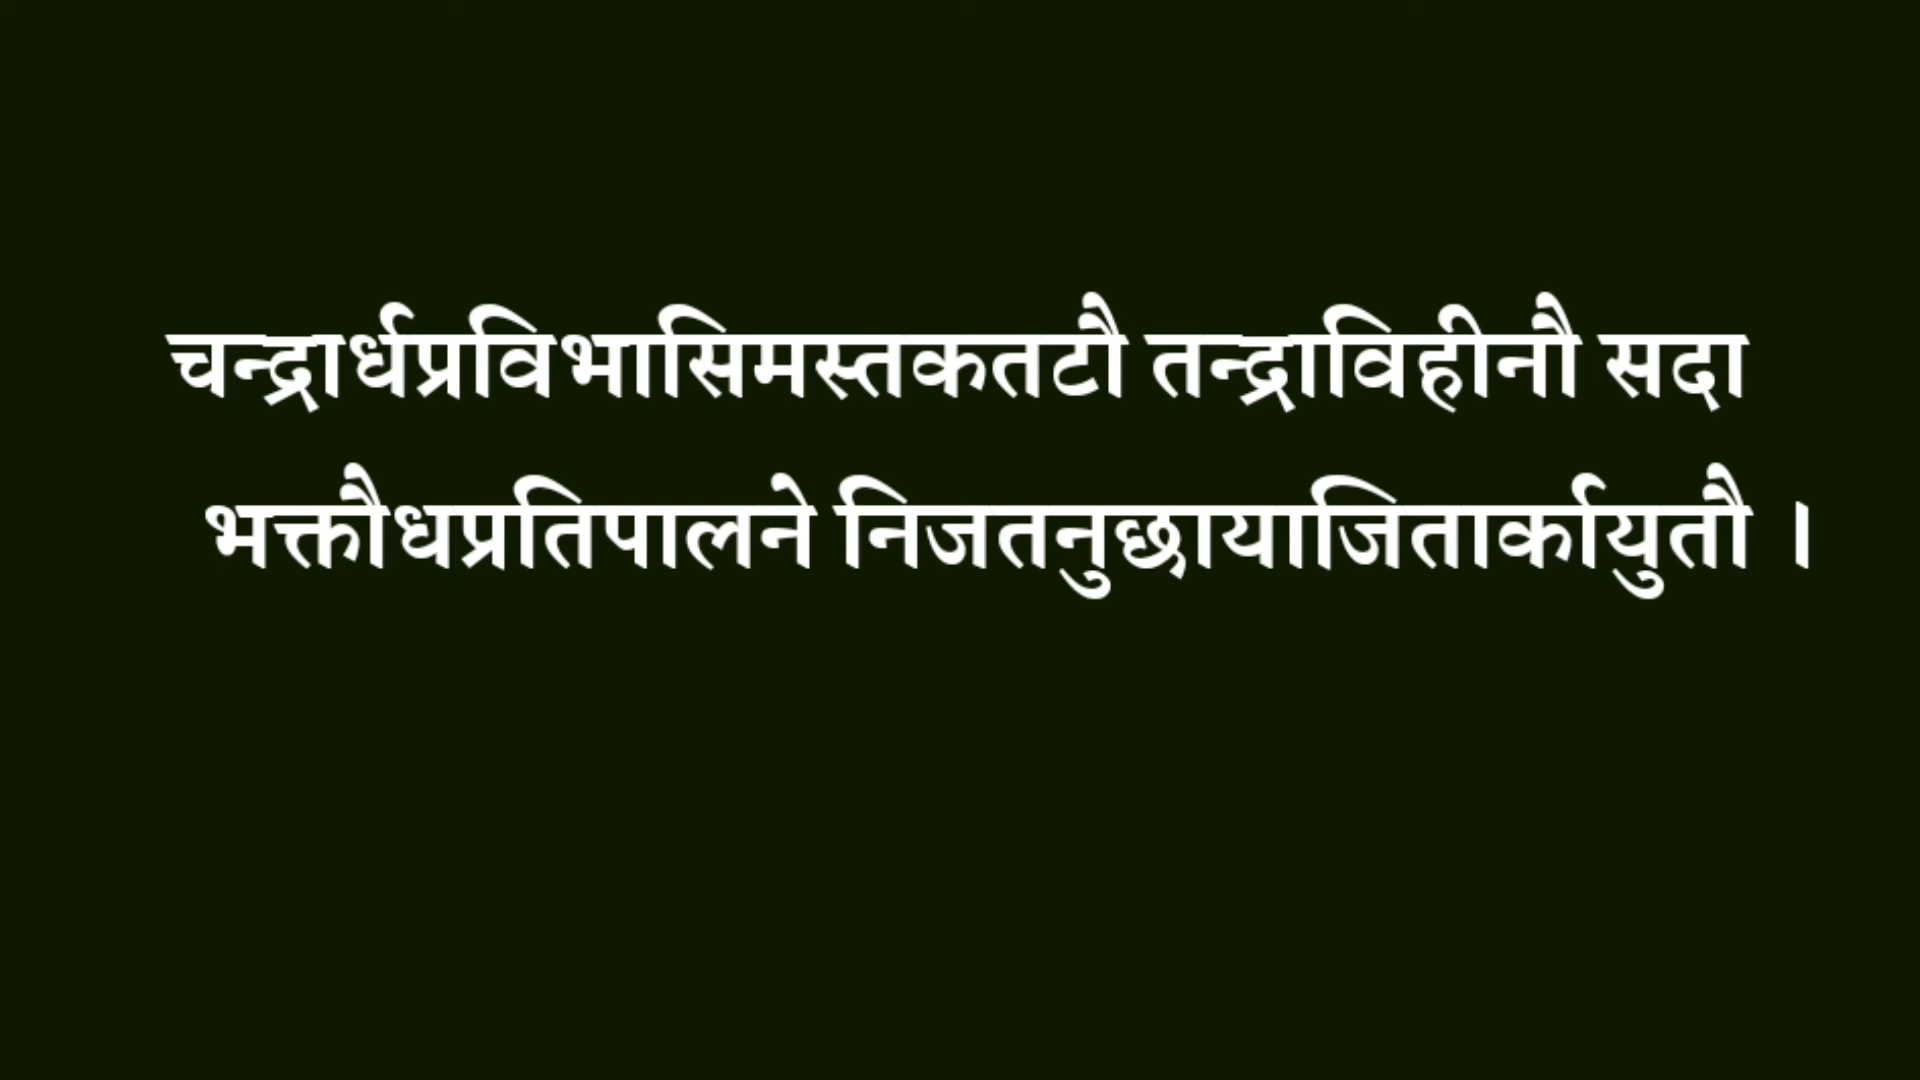 चन्द्रार्धप्रविभासिमस्तकतटौ तन्द्राविहीनौ सदा
भक्तौधप्रतिपालने निजतनुछायाजितार्कायुतौ ।